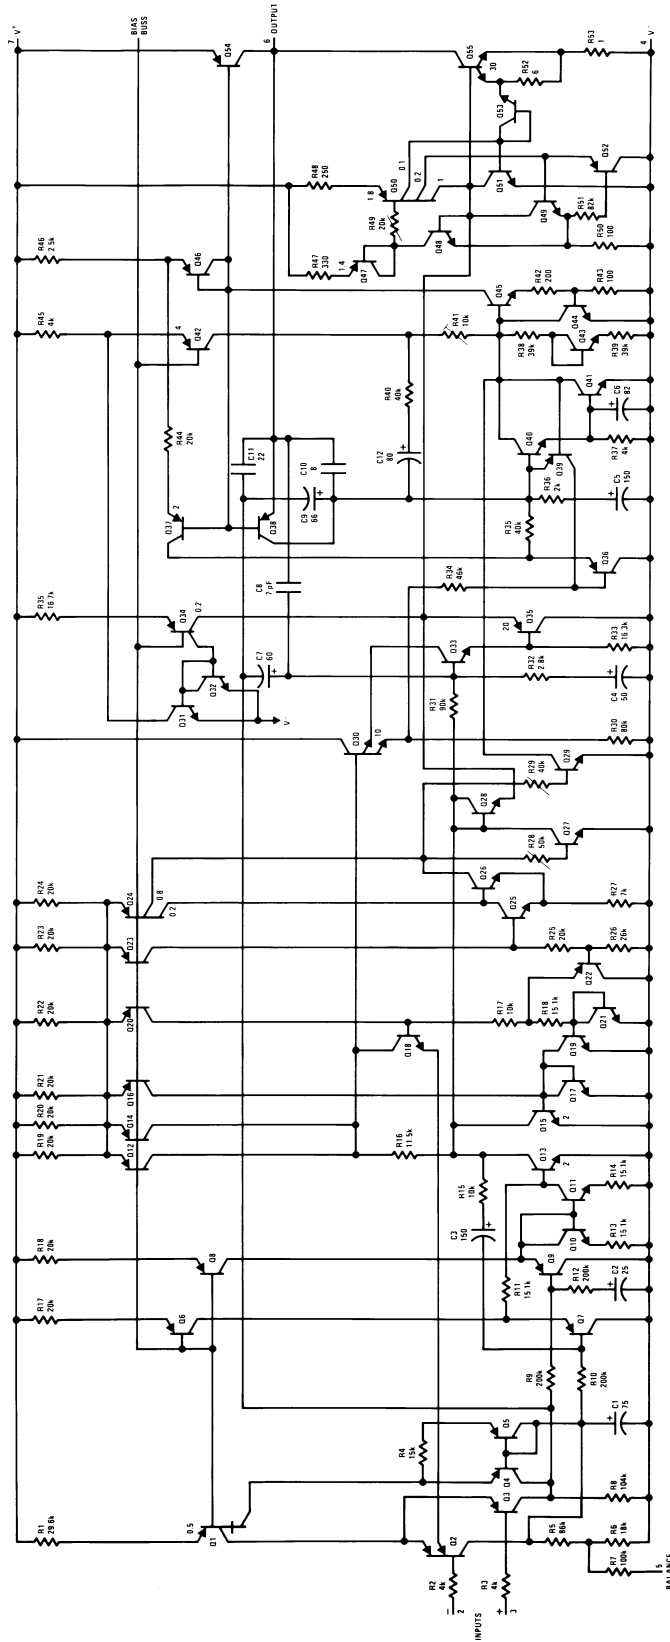 7 V+
R1
29.6k
R17
20k
R18
20k
R19
20k
R20
20k
R21
20k
R22
20k
R23
20k
R24
20k
R35
16.7k
R45
4k
R46
2.5k
BIAS
BUSS
0.5
Q1
Q6
Q8
Q12
Q14
Q16
Q20
Q23
Q24
0.8
0.2
Q31
Q32
V-
Q34
0.2
Q37
2
R44
20k
4
Q42
Q46
Q54
Q38
C11
22
C7
60
C8
7 pF
C9
66
C10
8
6 OUTPUT
R47
330
R48
250
1.4
Q47
R49
20k
1.8
Q50
0.1
0.2
1
Q48
Q30
10
C12
80
R40
40k
R41
10k
R4
15k
Q18
R16
11.5k
R2
4k
Q2
R3
4k
Q3
Q4
Q5
- 2
+ 3
INPUTS
R9
200k
R10
200k
C3
150
R15
10k
R11
15.1k
Q7
Q9
Q10
Q11
Q13
2
Q15
2
Q17
Q19
R17
10k
R18
15.1k
Q21
Q22
R25
20k
Q25
Q26
R28
50k
Q27
Q28
R29
40k
Q29
R31
90k
Q33
R34
46k
20
Q35
Q36
R35
40k
R36
2k
Q39
Q40
Q41
R38
39k
Q43
Q44
Q45
R42
200
Q49
Q51
Q53
Q55
30
R52
6
R5
86k
R6
18k
R7
100k
R8
104k
C1
75
R12
200k
C2
25
R13
15.1k
R14
15.1k
R26
26k
R27
7k
R30
80k
R32
2.8k
C4
50
R33
16.3k
C5
150
R37
4k
C6
82
R39
39k
R43
100
R50
100
R51
82k
Q52
R53
1
4 V-
5
BALANCE